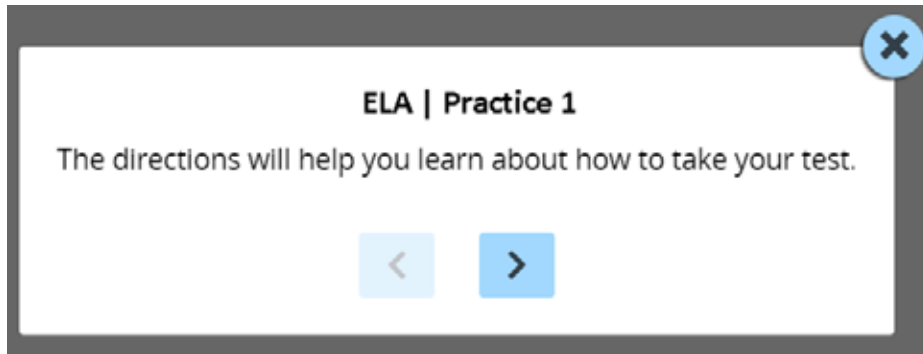 ELA | Practice 1
The directions will help you learn about how to take your test.